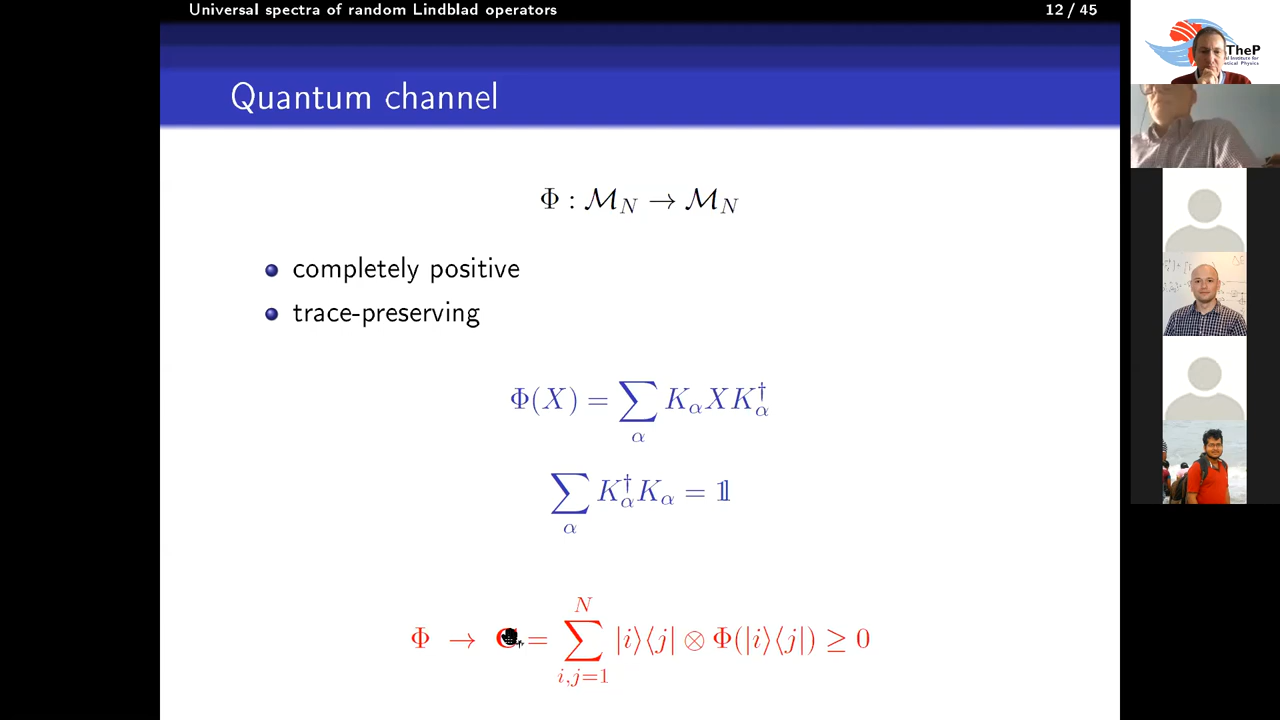 Universal spectra of random Lindblad operators
12 / 45
Quantum channel
Φ : ℳ_N → ℳ_N
completely positive
trace-preserving
Φ(X) = ∑_α K_α X K_α^†
∑_α K_α^† K_α = 𝟙
Φ → C = ∑_{i,j=1}^N |i⟩⟨j| ⊗ Φ(|i⟩⟨j|) ≥ 0
TheP